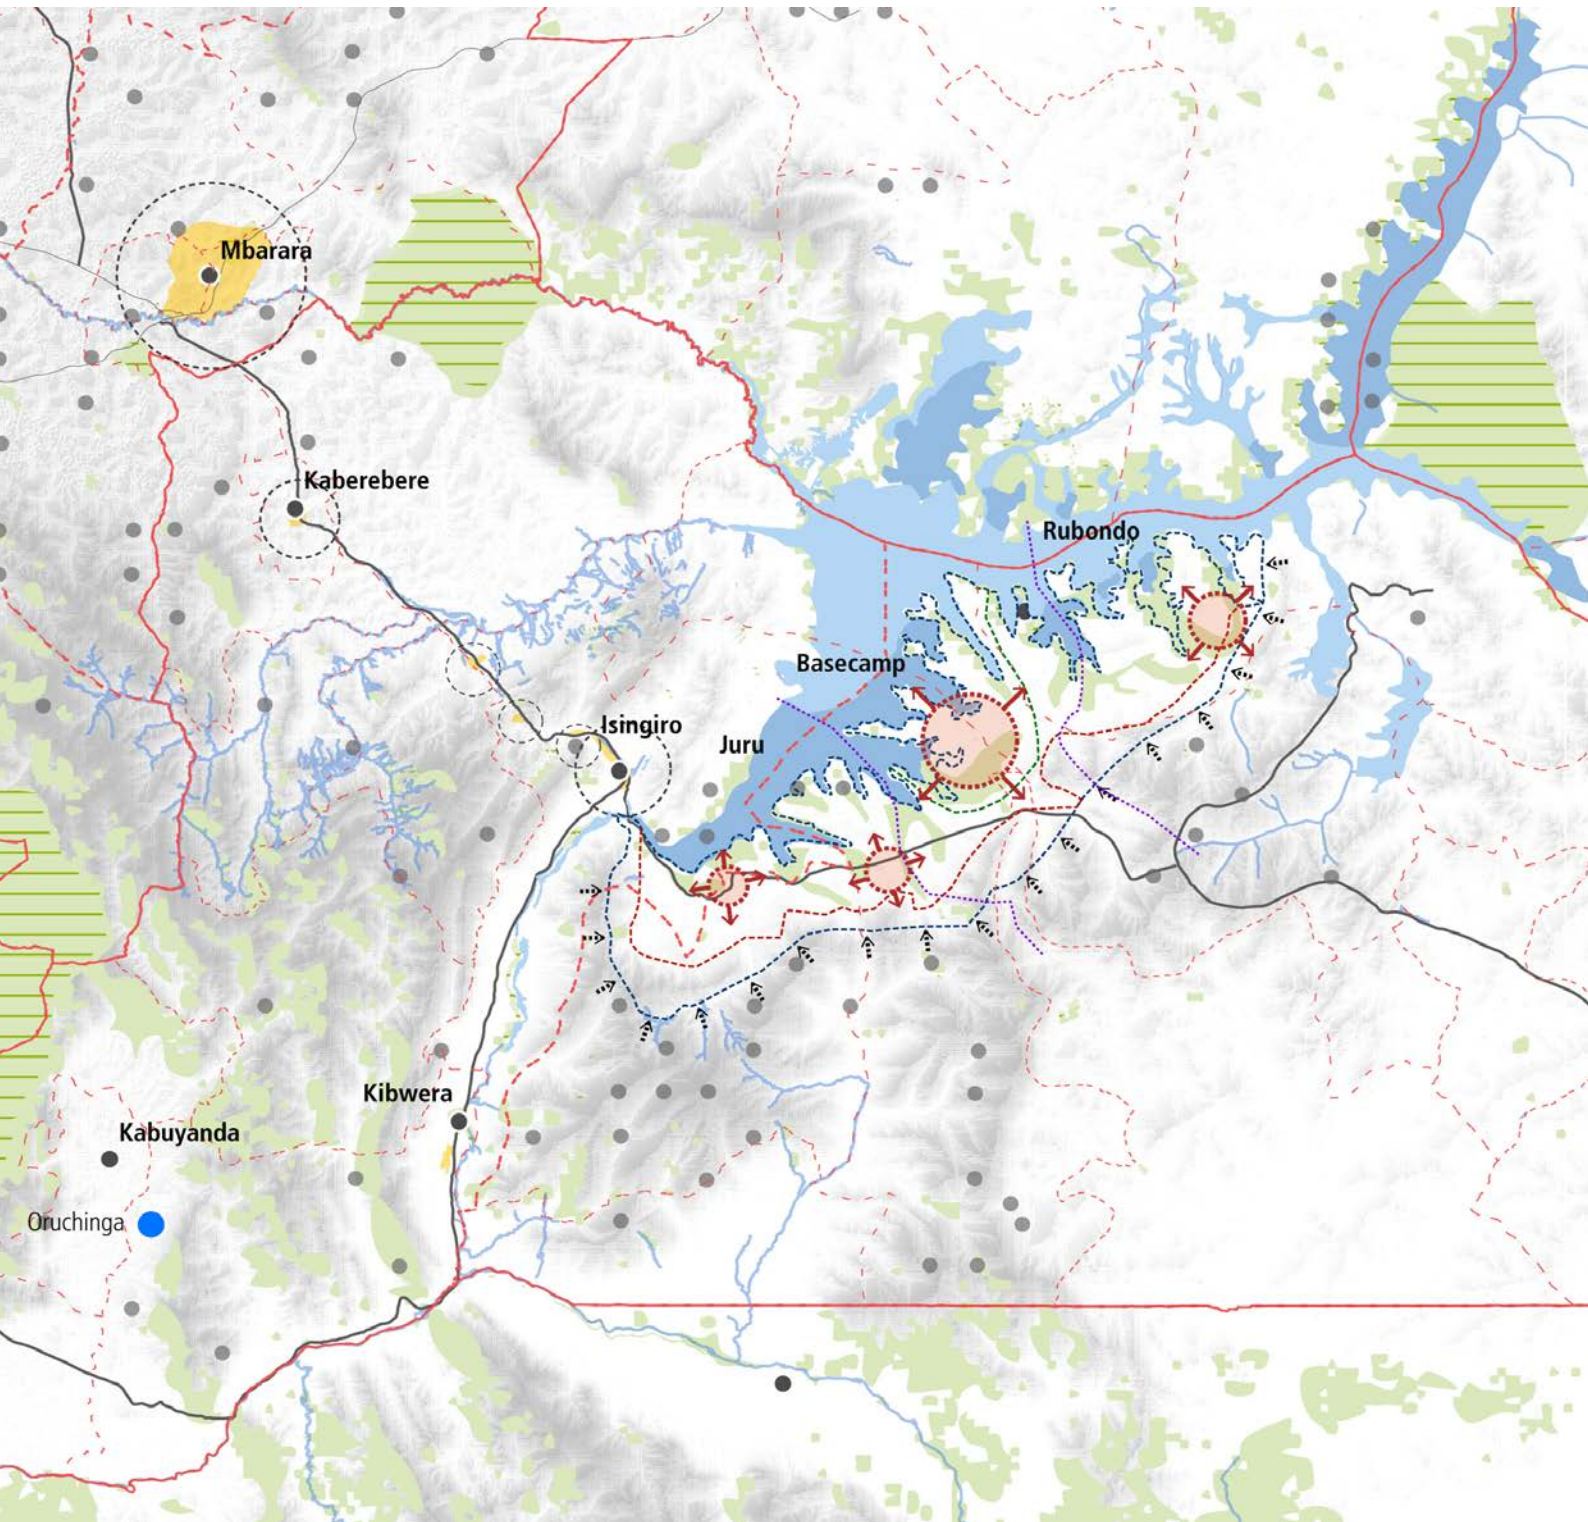 Mbarara
Kaberebere
Rubondo
Basecamp
Isingiro
Juru
Kibwera
Kabuyanda
Oruchinga